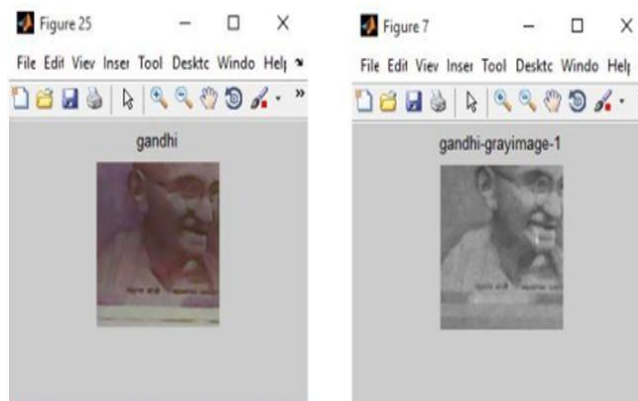 Figure 25
File Edit Viev Inser Tool Desktc Windo Help
gandhi
Figure 7
File Edit Viev Inser Tool Desktc Windo Help
gandhi-grayimage-1